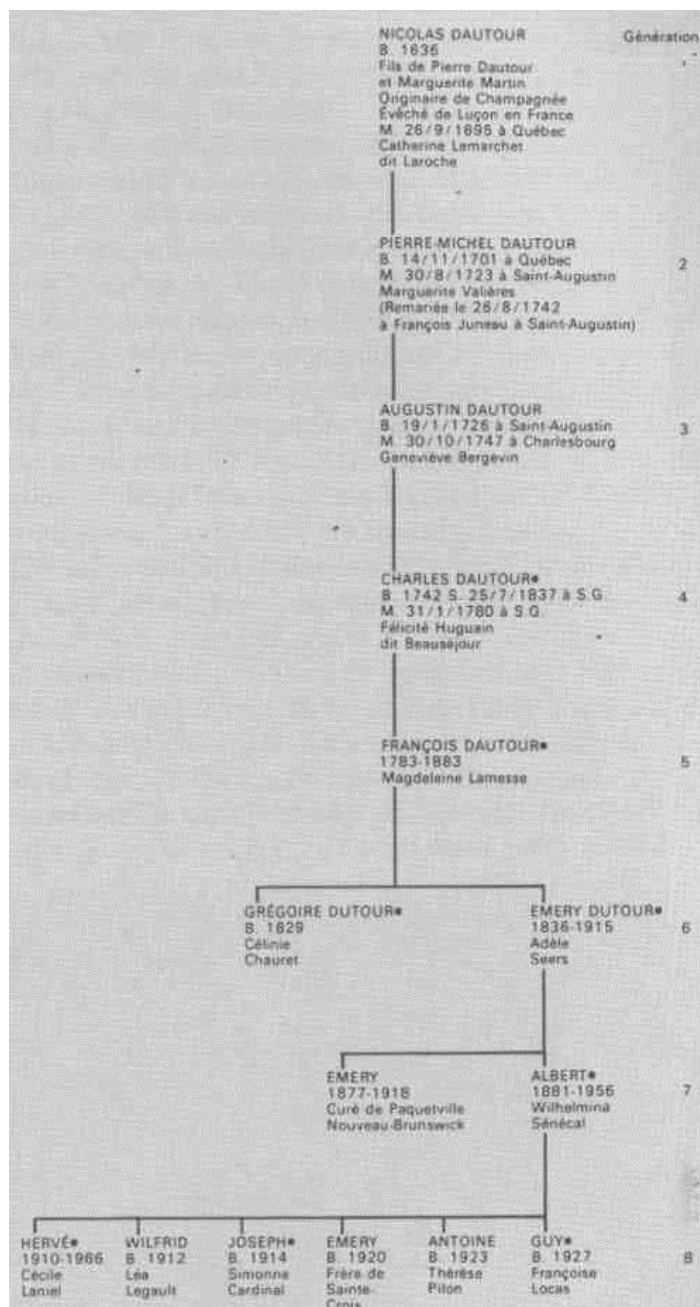 NICOLAS DAUTOUR
Génération
B. 1636
Fils de Pierre Dautour
et Marguerite Martin
Originaire de Champagnée
Évêché de Luçon en France
M. 26/9/1695 à Québec
Catherine Lemarchet
dit Laroche
PIERRE-MICHEL DAUTOUR
B. 14/11/1701 à Québec
2
M. 30/8/1723 à Saint-Augustin
Marguerite Valières
(Remariée le 26/8/1742
à François Juneau à Saint-Augustin)
AUGUSTIN DAUTOUR
B. 19/1/1726 à Saint-Augustin
3
M. 30/10/1747 à Charlesbourg
Geneviève Bergevin
CHARLES DAUTOUR•
B. 1742 S. 25/7/1837 à S.G.
4
M. 31/1/1780 à S.G.
Félicité Huguain
dit Beauséjour
FRANÇOIS DAUTOUR•
1783-1883
5
Magdeleine Lamesse
GRÉGOIRE DUTOUR•
B. 1829
Célinie
Chauret
EMERY DUTOUR•
1836-1915
6
Adèle
Seers
EMERY
1877-1918
Curé de Paquetville
Nouveau-Brunswick
ALBERT•
1881-1956
7
Wilhelmina
Sénécal
HERVÉ•
1910-1966
Cécile
Laniel
WILFRID
B. 1912
Léa
Legault
JOSEPH•
B. 1914
Simonne
Cardinal
EMERY
B. 1920
Frère de
Sainte-
Croix
ANTOINE
B. 1923
Thérèse
Pilon
GUY•
B. 1927
8
Françoise
Locas